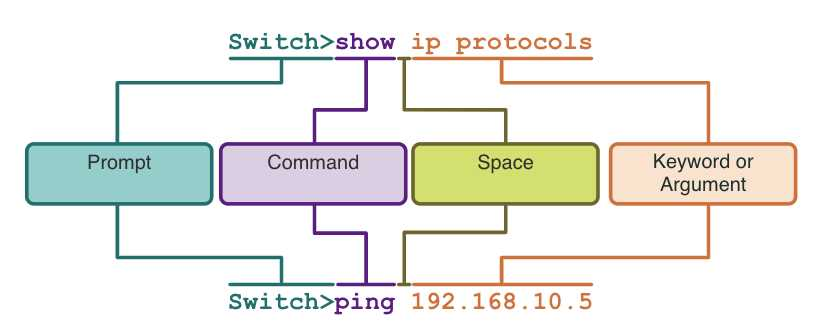 Switch>show ip protocols
Prompt
Command
Space
Keyword or
Argument
Switch>ping 192.168.10.5